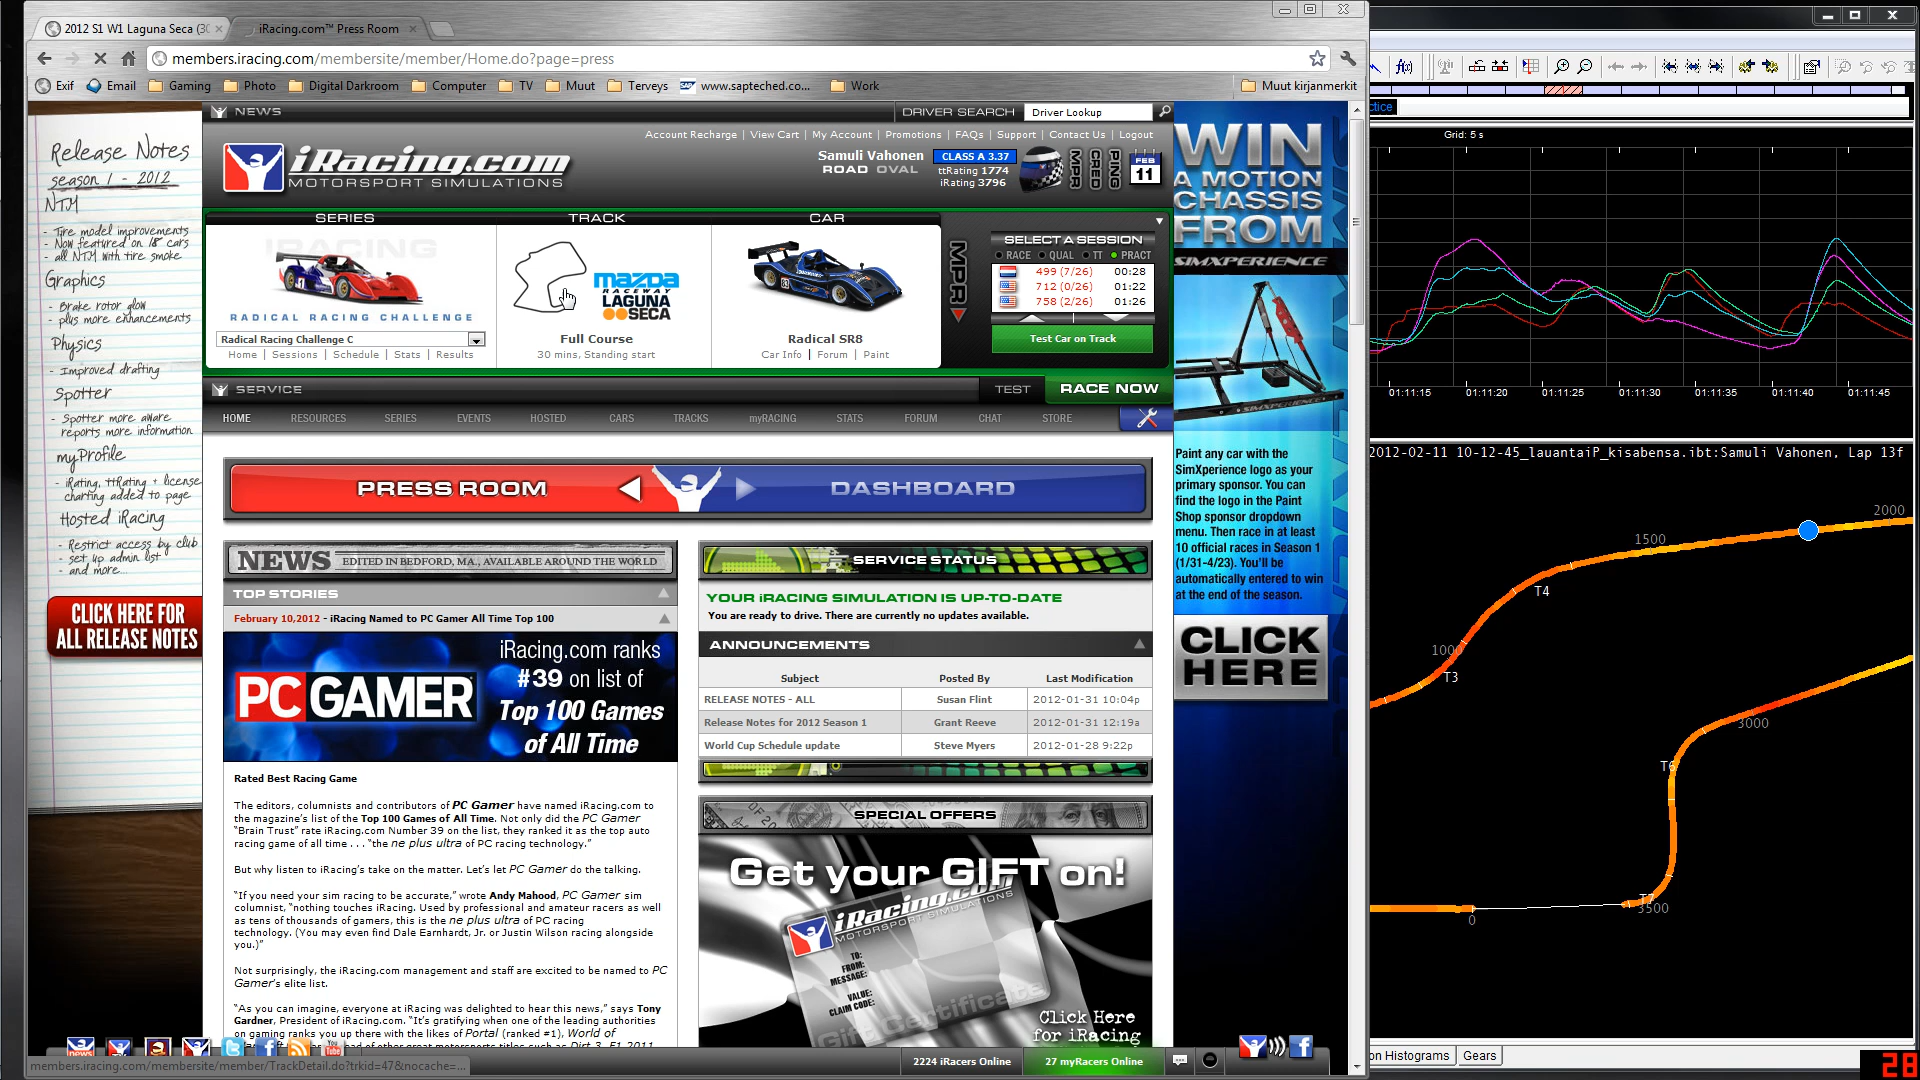 2012 S1 W1 Laguna Seca (3
iRacing.com™ Press Room
members.iracing.com/membersite/member/Home.do?page=press
Exif
Email
Gaming
Photo
Digital Darkroom
Computer
TV
Muut
Terveys
www.sapteched.co...
Work
Muut kirjanmerkit
Release Notes
season 1 - 2012
NTM
- Tire model improvements
- Now featured on 18 cars
- all NTM with tire smoke
Graphics
- Brake rotor glow
- plus more enhancements
Physics
- Improved drafting
Spotter
- Spotter more aware
reports more information
myProfile
- iRating, ttRating + license
charting added to page
Hosted iRacing
- Restrict access by club
- set up admin list
- and more...
CLICK HERE FOR
ALL RELEASE NOTES
NEWS
DRIVER SEARCH
Driver Lookup
Account Recharge | View Cart | My Account | Promotions | FAQs | Support | Contact Us | Logout
iRacing.com
MOTORSPORT SIMULATIONS
Samuli Vahonen
ROAD OVAL
CLASS A 3.37
ttRating 1774
iRating 3796
MPR
CRED
PING
FEB
11
SERIES
TRACK
CAR
RADICAL RACING CHALLENGE
Radical Racing Challenge C
Home | Sessions | Schedule | Stats | Results
MAZDA
RACEWAY
LAGUNA
SECA
Full Course
30 mins, Standing start
Radical SR8
Car Info | Forum | Paint
MPR
SELECT A SESSION
RACE QUAL TT PRACT
499 (7/26) 00:28
712 (0/26) 01:22
758 (2/26) 01:26
Test Car on Track
SERVICE
TEST
RACE NOW
HOME
RESOURCES
SERIES
EVENTS
HOSTED
CARS
TRACKS
myRACING
STATS
FORUM
CHAT
STORE
PRESS ROOM
DASHBOARD
NEWS EDITED IN BEDFORD, MA., AVAILABLE AROUND THE WORLD
TOP STORIES
February 10,2012 - iRacing Named to PC Gamer All Time Top 100
PC GAMER
iRacing.com ranks
#39 on list of
Top 100 Games
of All Time
Rated Best Racing Game
The editors, columnists and contributors of PC Gamer have named iRacing.com to
the magazine's list of the Top 100 Games of All Time. Not only did the PC Gamer
"Brain Trust" rate iRacing.com Number 39 on the list, they ranked it as the top auto
racing game of all time . . . "the ne plus ultra of PC racing technology."
But why listen to iRacing's take on the matter. Let's let PC Gamer do the talking.
"If you need your sim racing to be accurate," wrote Andy Mahood, PC Gamer sim
columnist, "nothing touches iRacing. Used by professional and amateur racers as well
as tens of thousands of gamers, this is the ne plus ultra of PC racing
technology. (You may even find Dale Earnhardt, Jr. or Justin Wilson racing alongside
you.)"
Not surprisingly, the iRacing.com management and staff are excited to be named to PC
Gamer's elite list.
"As you can imagine, everyone at iRacing was delighted to hear this news," says Tony
Gardner, President of iRacing.com. "It's gratifying when one of the leading authorities
on gaming ranks you up there with the likes of Portal (ranked #1), World of
SERVICE STATUS
YOUR iRACING SIMULATION IS UP-TO-DATE
You are ready to drive. There are currently no updates available.
ANNOUNCEMENTS
Subject Posted By Last Modification
RELEASE NOTES - ALL Susan Flint 2012-01-31 10:04p
Release Notes for 2012 Season 1 Grant Reeve 2012-01-31 12:19a
World Cup Schedule update Steve Myers 2012-01-28 9:22p
SPECIAL OFFERS
Get your GIFT on!
iRacing.com
MOTORSPORT SIMULATIONS
TO:
FROM:
MESSAGE:
VALUE:
CLAIM CODE:
Gift Certificate
Click Here
for iRacing
WIN
A MOTION
CHASSIS
FROM
SIMXPERIENCE
SIMXPERIENCE
Paint any car with the
SimXperience logo as your
primary sponsor. You can
find the logo in the Paint
Shop sponsor dropdown
menu. Then race in at least
10 official races in Season 1
(1/31-4/23). You'll be
automatically entered to win
at the end of the season.
CLICK
HERE
2224 iRacers Online
27 myRacers Online
members.iracing.com/membersite/member/TrackDetail.do?trkid=47&nocache=...
Grid: 5 s
01:11:15 01:11:20 01:11:25 01:11:30 01:11:35 01:11:40 01:11:45
2012-02-11 10-12-45_lauantaiP_kisabensa.ibt:Samuli Vahonen, Lap 13f
2000
1500
T4
1000
T3
3000
T6
T7
3500
0
on Histograms
Gears
28